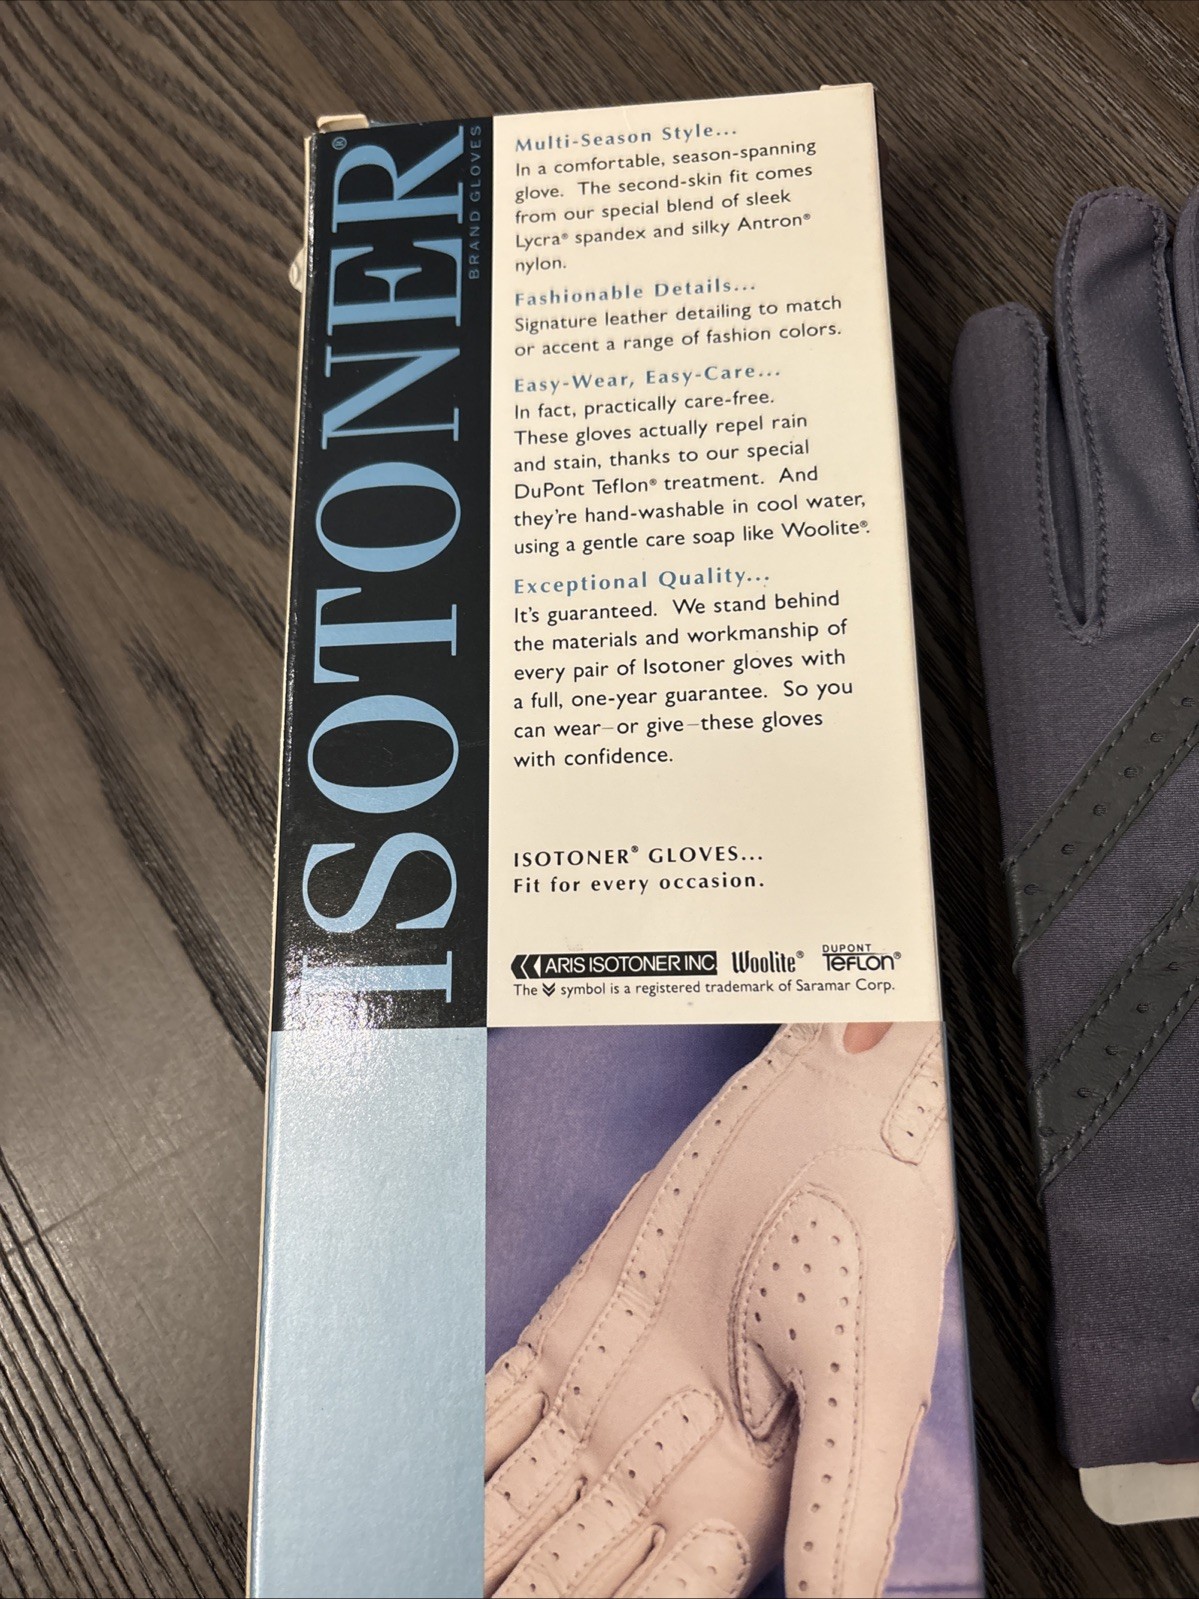 ISOTONER®
BRAND GLOVES
Multi-Season Style...
In a comfortable, season-spanning
glove. The second-skin fit comes
from our special blend of sleek
Lycra® spandex and silky Antron®
nylon.
Fashionable Details...
Signature leather detailing to match
or accent a range of fashion colors.
Easy-Wear, Easy-Care...
In fact, practically care-free.
These gloves actually repel rain
and stain, thanks to our special
DuPont Teflon® treatment. And
they're hand-washable in cool water,
using a gentle care soap like Woolite®.
Exceptional Quality...
It's guaranteed. We stand behind
the materials and workmanship of
every pair of Isotoner gloves with
a full, one-year guarantee. So you
can wear–or give–these gloves
with confidence.
ISOTONER® GLOVES...
Fit for every occasion.
ARIS ISOTONER INC. Woolite® DUPONT TEFLON®
The symbol is a registered trademark of Saramar Corp.